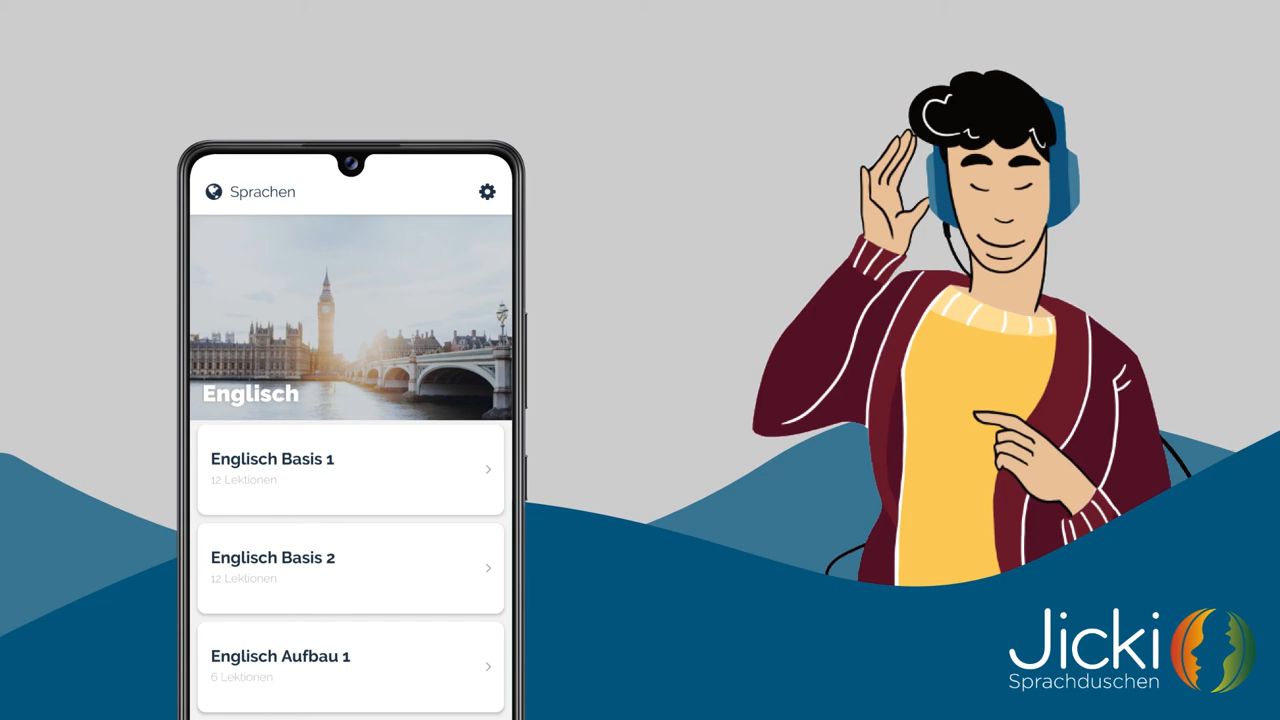 Sprachen
Englisch
Englisch Basis 1
12 Lektionen
Englisch Basis 2
12 Lektionen
Englisch Aufbau 1
6 Lektionen
Jicki
Sprachduschen